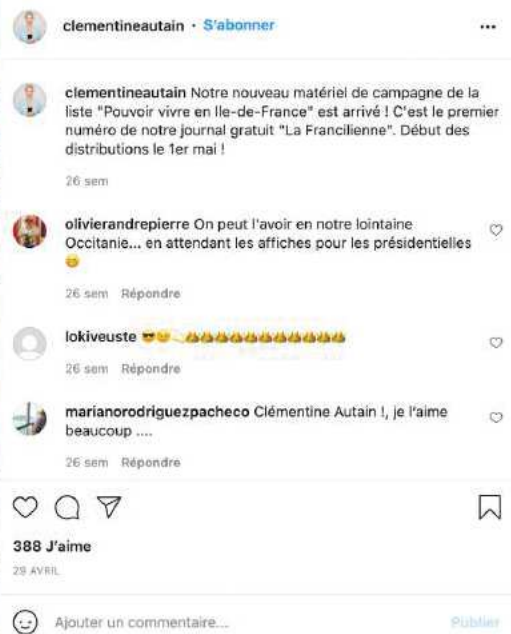 clementineautain · S'abonner
clementineautain Notre nouveau matériel de campagne de la
liste "Pouvoir vivre en Ile-de-France" est arrivé ! C'est le premier
numéro de notre journal gratuit "La Francilienne". Début des
distributions le 1er mai !
26 sem
olivierandrepierre On peut l'avoir en notre lointaine
Occitanie... en attendant les affiches pour les présidentielles
26 sem Répondre
lokiveuste
26 sem Répondre
marianorodriguezpacheco Clémentine Autain !, je l'aime
beaucoup ....
26 sem Répondre
388 J'aime
29 AVRIL
Ajouter un commentaire...
Publier